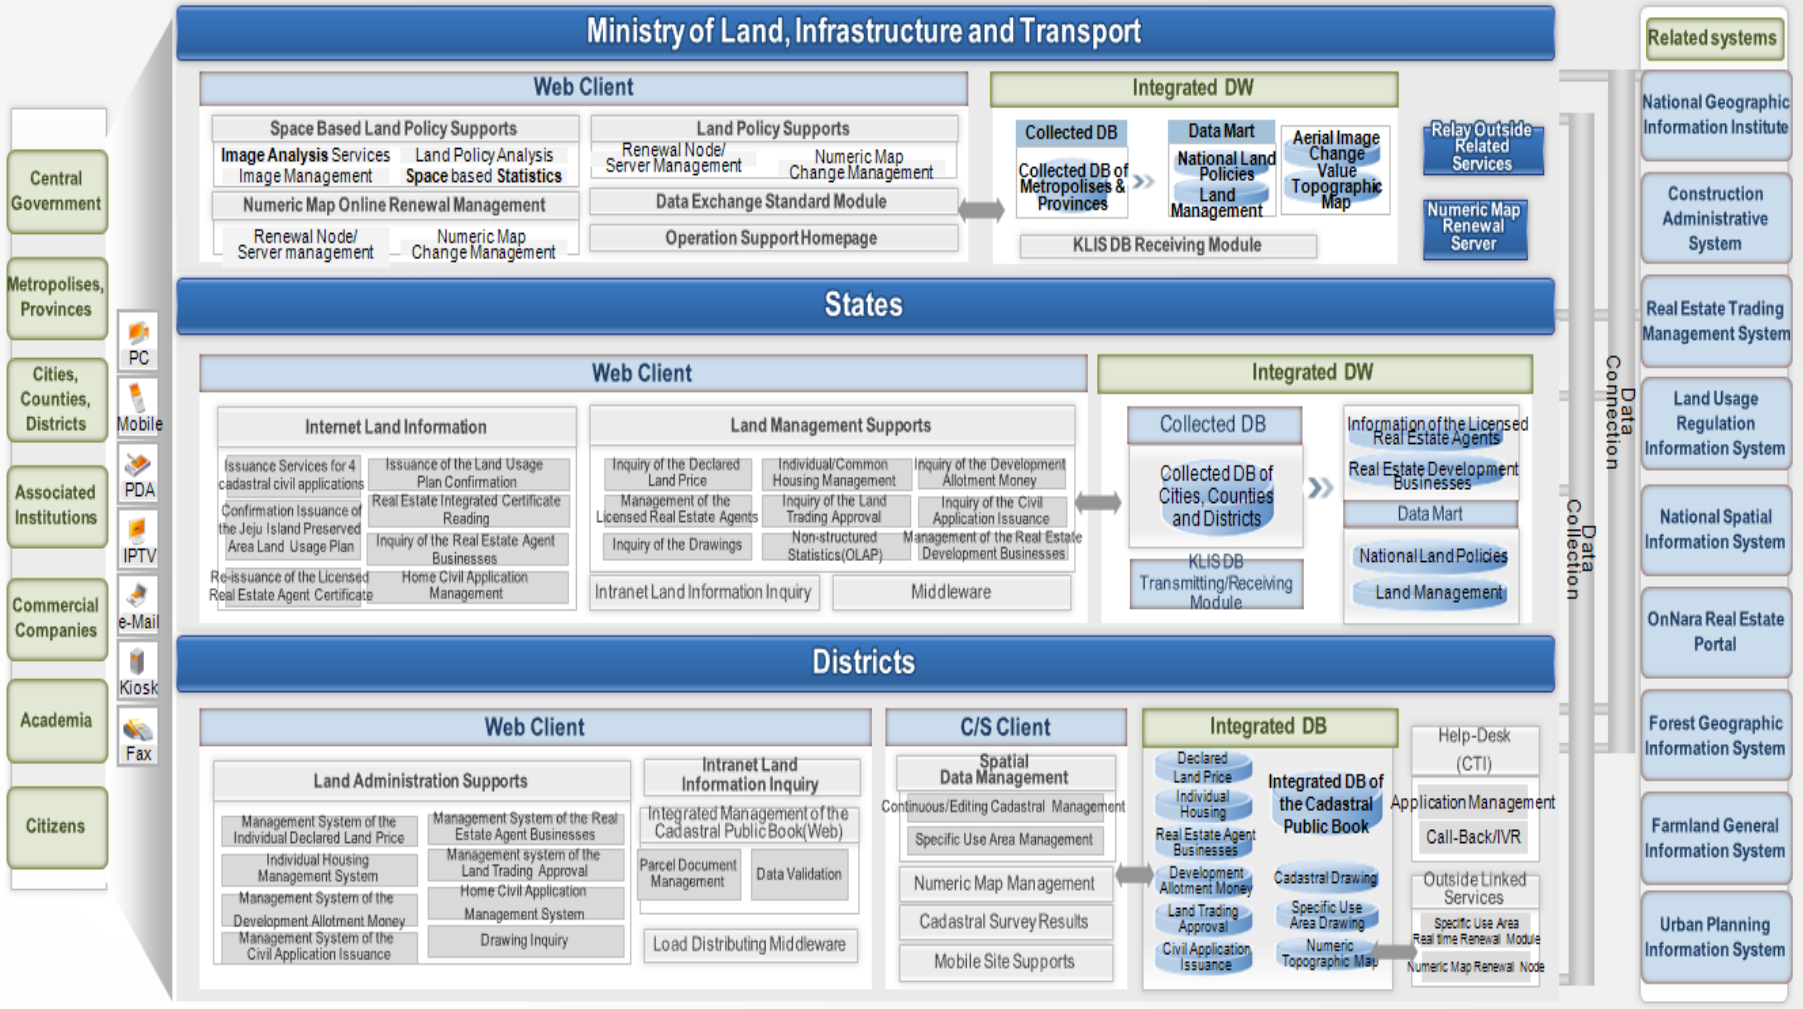 Ministry of Land, Infrastructure and Transport
Web Client
Space Based Land Policy Supports
Image Analysis Services
Image Management
Land Policy Analysis
Space based Statistics
Numeric Map Online Renewal Management
Renewal Node/
Server management
Numeric Map
Change Management
Land Policy Supports
Renewal Node/
Server Management
Numeric Map
Change Management
Data Exchange Standard Module
Operation Support Homepage
Integrated DW
Collected DB
Collected DB of
Metropolises &
Provinces
Data Mart
National Land
Policies
Land
Management
Aerial Image
Change
Value
Topographic
Map
KLIS DB Receiving Module
Relay Outside
Related
Services
Numeric Map
Renewal
Server
States
Web Client
Internet Land Information
Issuance Services for 4
cadastral civil applications
Issuance of the Land Usage
Plan Confirmation
Confirmation Issuance of
the Jeju Island Preserved
Area Land Usage Plan
Real Estate Integrated Certificate
Reading
Inquiry of the Real Estate Agent
Businesses
Re-issuance of the Licensed
Real Estate Agent Certificate
Home Civil Application
Management
Land Management Supports
Inquiry of the Declared
Land Price
Individual/Common
Housing Management
Inquiry of the Development
Allotment Money
Management of the
Licensed Real Estate Agents
Inquiry of the Land
Trading Approval
Inquiry of the Civil
Application Issuance
Inquiry of the Drawings
Non-structured
Statistics(OLAP)
Management of the Real Estate
Development Businesses
Intranet Land Information Inquiry
Middleware
Integrated DW
Collected DB
Collected DB of
Cities, Counties
and Districts
KLIS DB
Transmitting/Receiving
Module
Information of the Licensed
Real Estate Agents
Real Estate Development
Businesses
Data Mart
National Land Policies
Land Management
Districts
Web Client
Land Administration Supports
Management System of the
Individual Declared Land Price
Management System of the Real
Estate Agent Businesses
Individual Housing
Management System
Management system of the
Land Trading Approval
Management System of the
Development Allotment Money
Home Civil Application
Management System
Management System of the
Civil Application Issuance
Drawing Inquiry
Intranet Land
Information Inquiry
Integrated Management of the
Cadastral Public Book(Web)
Parcel Document
Management
Data Validation
Load Distributing Middleware
C/S Client
Spatial
Data Management
Continuous/Editing Cadastral Management
Specific Use Area Management
Numeric Map Management
Cadastral Survey Results
Mobile Site Supports
Integrated DB
Declared
Land Price
Individual
Housing
Real Estate Agent
Businesses
Development
Allotment Money
Land Trading
Approval
Civil Application
Issuance
Integrated DB of
the Cadastral
Public Book
Cadastral Drawing
Specific Use
Area Drawing
Numeric
Topographic Map
Help-Desk
(CTI)
Application Management
Call-Back/IVR
Outside Linked
Services
Specific Use Area
Real time Renewal Module
Numeric Map Renewal Node
Central
Government
Metropolises,
Provinces
Cities,
Counties,
Districts
Associated
Institutions
Commercial
Companies
Academia
Citizens
PC
Mobile
PDA
IPTV
e-Mail
Kiosk
Fax
Data
Connection
Data
Collection
Related systems
National Geographic
Information Institute
Construction
Administrative
System
Real Estate Trading
Management System
Land Usage
Regulation
Information System
National Spatial
Information System
OnNara Real Estate
Portal
Forest Geographic
Information System
Farmland General
Information System
Urban Planning
Information System